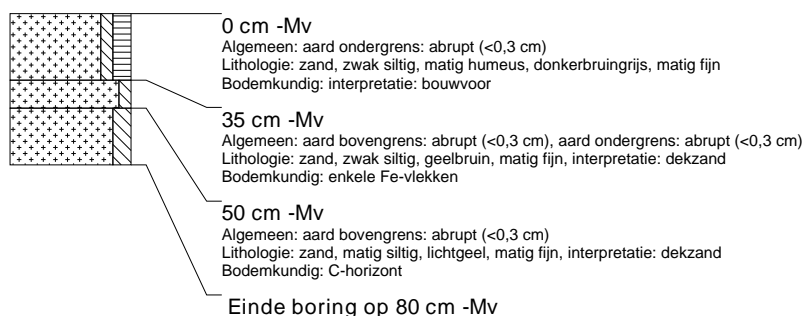 0 cm -Mv
Algemeen: aard ondergrens: abrupt (<0,3 cm)
Lithologie: zand, zwak siltig, matig humeus, donkerbruingrijs, matig fijn
Bodemkundig: interpretatie: bouwvoor
35 cm -Mv
Algemeen: aard bovengrens: abrupt (<0,3 cm), aard ondergrens: abrupt (<0,3 cm)
Lithologie: zand, zwak siltig, geelbruin, matig fijn, interpretatie: dekzand
Bodemkundig: enkele Fe-vlekken
50 cm -Mv
Algemeen: aard bovengrens: abrupt (<0,3 cm)
Lithologie: zand, matig siltig, lichtgeel, matig fijn, interpretatie: dekzand
Bodemkundig: C-horizont
Einde boring op 80 cm -Mv